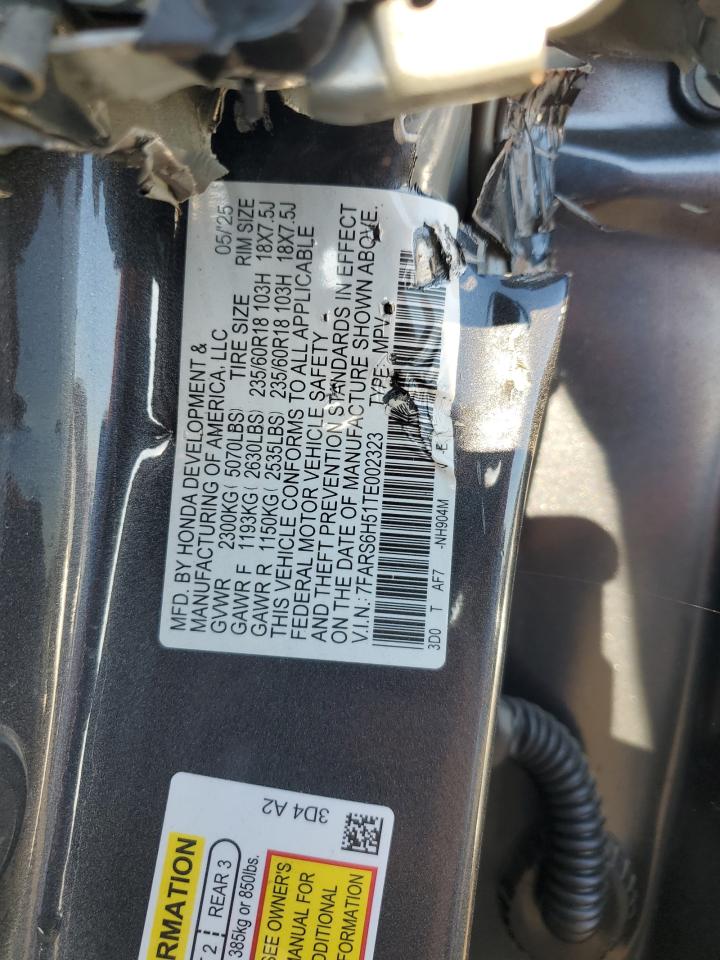 MFD. BY HONDA DEVELOPMENT &
MANUFACTURING OF AMERICA, LLC 05/'25
GVWR 2300KG( 5070LBS) TIRE SIZE RIM SIZE
GAWR F 1193KG( 2630LBS) 235/60R18 103H 18X7.5J
GAWR R 1150KG( 2535LBS) 235/60R18 103H 18X7.5J
THIS VEHICLE CONFORMS TO ALL APPLICABLE
FEDERAL MOTOR VEHICLE SAFETY
AND THEFT PREVENTION STANDARDS IN EFFECT
ON THE DATE OF MANUFACTURE SHOWN ABOVE.
V.I.N.: 7FARS6H51TE002323 TYPE: MPV
3D0 T AF7 -NH904M
3D4 A2
REAR 3
385kg or 850lbs.
SEE OWNER'S
MANUAL FOR